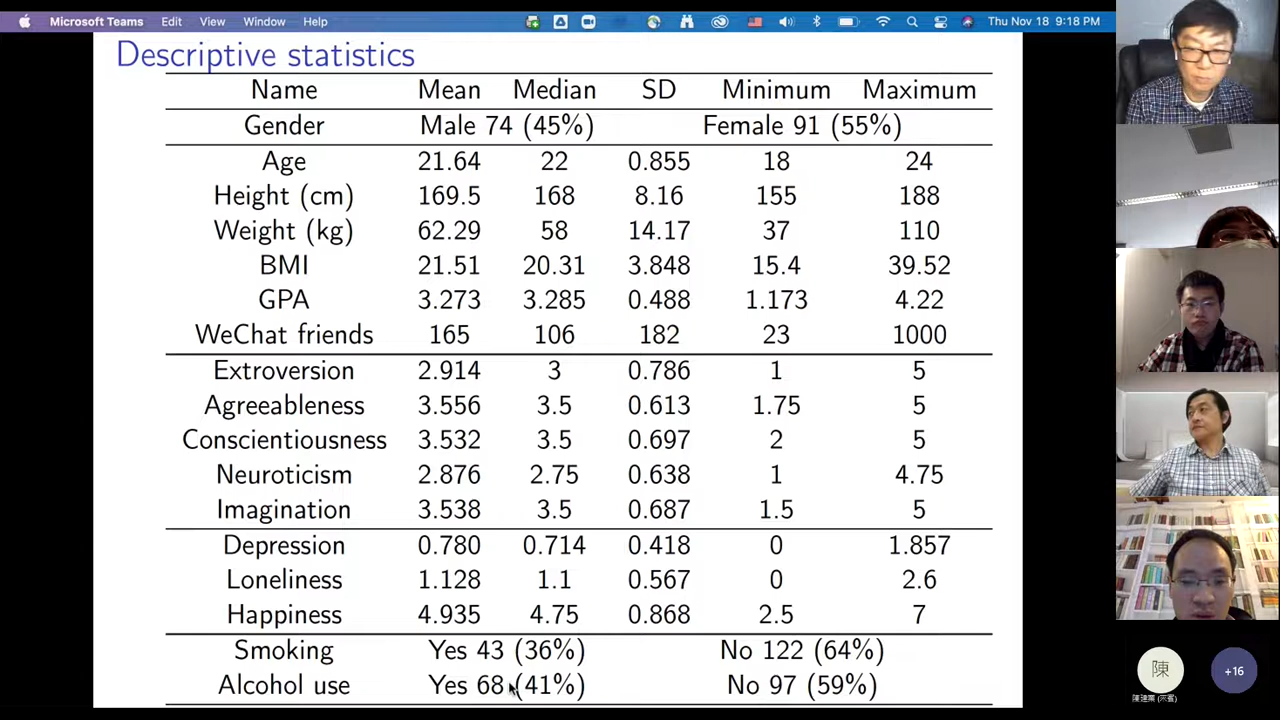 Microsoft Teams Edit View Window Help Thu Nov 18 9:18 PM
Descriptive statistics
Name Mean Median SD Minimum Maximum
Gender Male 74 (45%) Female 91 (55%)
Age 21.64 22 0.855 18 24
Height (cm) 169.5 168 8.16 155 188
Weight (kg) 62.29 58 14.17 37 110
BMI 21.51 20.31 3.848 15.4 39.52
GPA 3.273 3.285 0.488 1.173 4.22
WeChat friends 165 106 182 23 1000
Extroversion 2.914 3 0.786 1 5
Agreeableness 3.556 3.5 0.613 1.75 5
Conscientiousness 3.532 3.5 0.697 2 5
Neuroticism 2.876 2.75 0.638 1 4.75
Imagination 3.538 3.5 0.687 1.5 5
Depression 0.780 0.714 0.418 0 1.857
Loneliness 1.128 1.1 0.567 0 2.6
Happiness 4.935 4.75 0.868 2.5 7
Smoking Yes 43 (36%) No 122 (64%)
Alcohol use Yes 68 (41%) No 97 (59%)
陳
+16